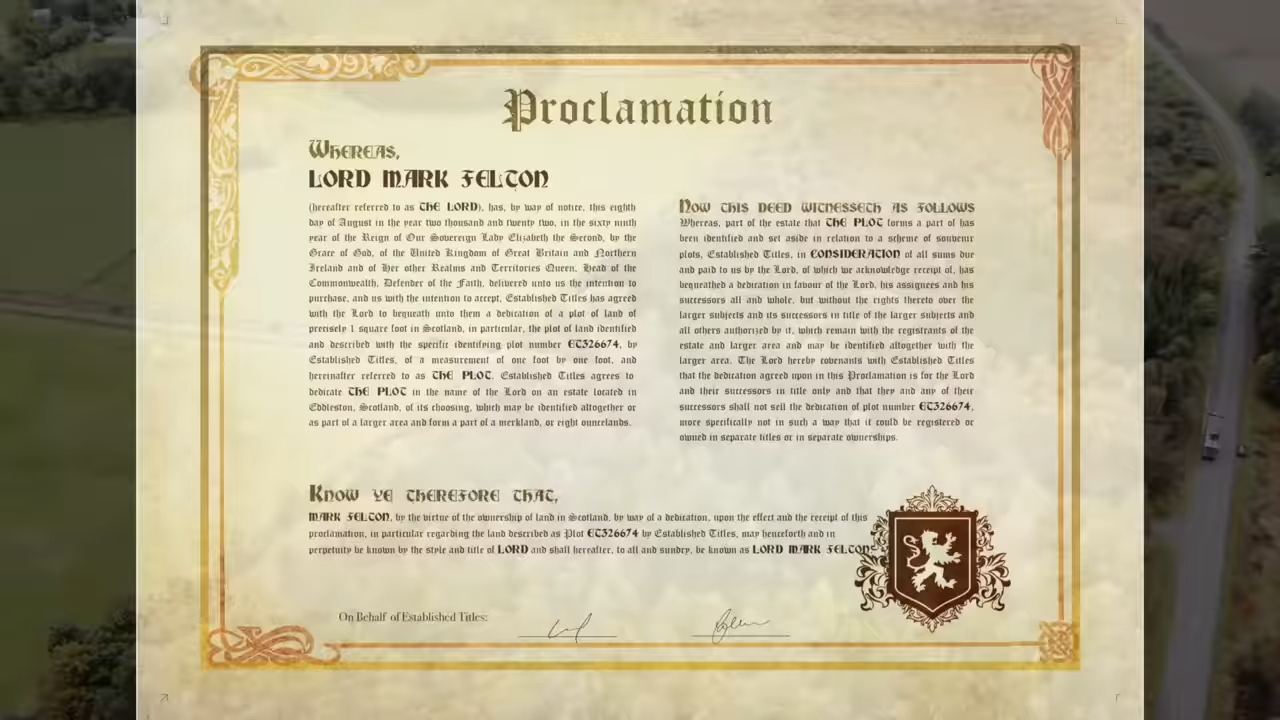 Proclamation
Whereas,
LORD MARK FELTON
(hereafter referred to as THE LORD), has, by way of notice, this eighth
day of August in the year two thousand and twenty two, in the sixty ninth
year of the Reign of Our Sovereign Lady Elizabeth the Second, by the
Grace of God, of the United Kingdom of Great Britain and Northern
Ireland and of Her other Realms and Territories Queen, Head of the
Commonwealth, Defender of the Faith, delivered unto us the intention to
purchase, and us with the intention to accept, Established Titles has agreed
with the Lord to bequeath unto them a dedication of a plot of land of
precisely 1 square foot in Scotland, in particular, the plot of land identified
and described with the specific identifying plot number EC326674, by
Established Titles, of a measurement of one foot by one foot, and
hereinafter referred to as THE PLOT. Established Titles agrees to
dedicate THE PLOT in the name of the Lord on an estate located in
Eddleston, Scotland, of its choosing, which may be identified altogether or
as part of a larger area and form a part of a merkland, or eight ouncelands.
NOW THIS DEED WITNESSETH AS FOLLOWS
Whereas, part of the estate that THE PLOT forms a part of has
been identified and set aside in relation to a scheme of souvenir
plots, Established Titles, in CONSIDERATION of all sums due
and paid to us by the Lord, of which we acknowledge receipt of, has
bequeathed a dedication in favour of the Lord, his assignees and his
successors all and whole, but without the rights thereto over the
larger subjects and its successors in title of the larger subjects and
all others authorized by it, which remain with the registrants of the
estate and larger area and may be identified altogether with the
larger area. The Lord hereby covenants with Established Titles
that the dedication agreed upon in this Proclamation is for the Lord
and their successors in title only and that they and any of their
successors shall not sell the dedication of plot number EC326674,
more specifically not in such a way that it could be registered or
owned in separate titles or in separate ownerships.
Know ye therefore that,
MARK FELTON, by the virtue of the ownership of land in Scotland, by way of a dedication, upon the effect and the receipt of this
proclamation, in particular regarding the land described as Plot EC326674 by Established Titles, may henceforth and in
perpetuity be known by the style and title of LORD and shall hereafter, to all and sundry, be known as LORD MARK FELTON
On Behalf of Established Titles: